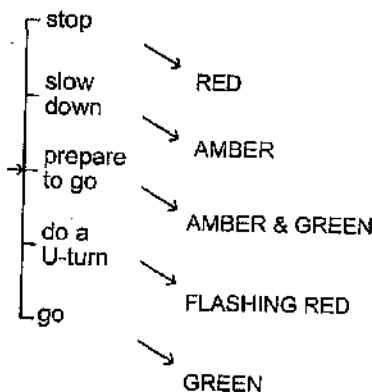 stop
RED
slow
down
AMBER
prepare
to go
AMBER & GREEN
do a
U-turn
FLASHING RED
go
GREEN